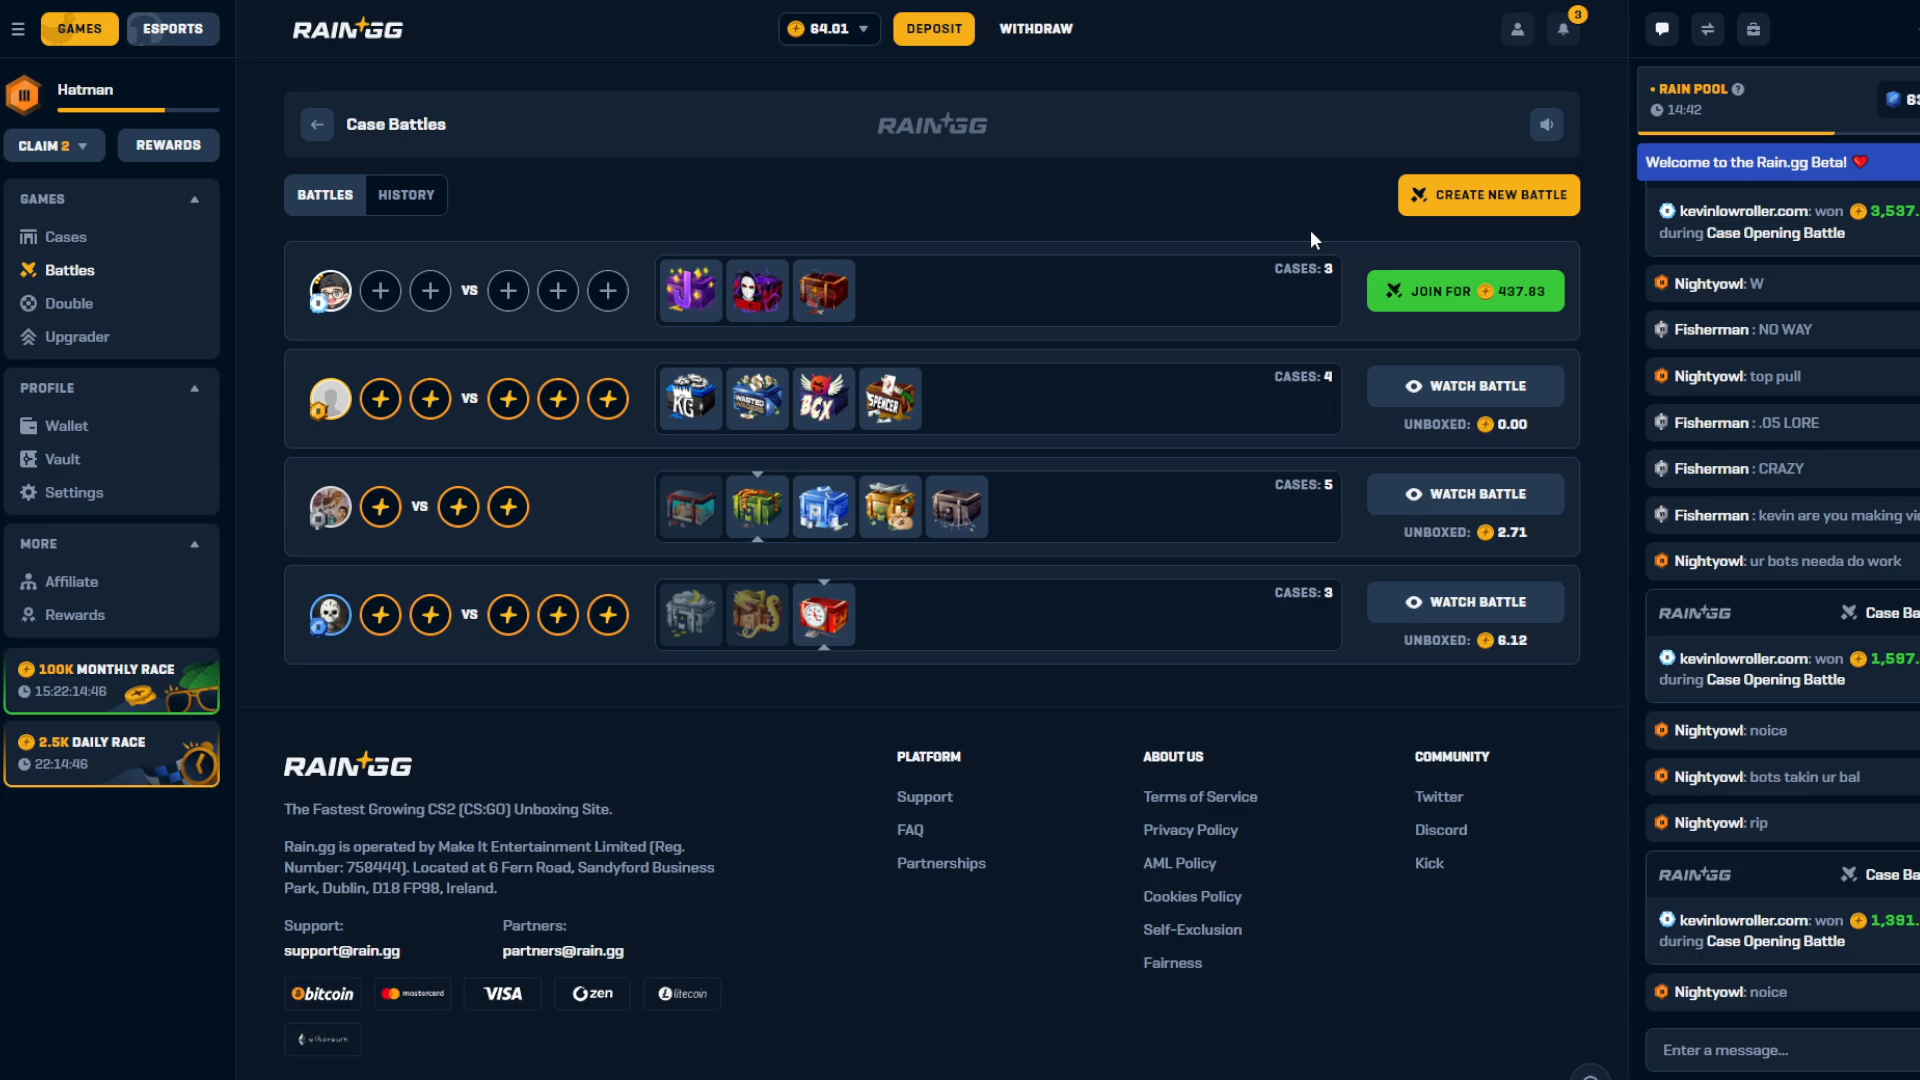 GAMES
ESPORTS
RAIN GG
64.01
DEPOSIT
WITHDRAW
3
Hatman
CLAIM 2
REWARDS
GAMES
Cases
Battles
Double
Upgrader
PROFILE
Wallet
Vault
Settings
MORE
Affiliate
Rewards
100K MONTHLY RACE
15:22:14:46
2.5K DAILY RACE
22:14:46
Case Battles
RAIN GG
BATTLES
HISTORY
CREATE NEW BATTLE
VS
J
CASES: 3
JOIN FOR 437.83
VS
KG
WASTED
BCX
SPENCER
CASES: 4
WATCH BATTLE
UNBOXED: 0.00
VS
CASES: 5
WATCH BATTLE
UNBOXED: 2.71
VS
CASES: 3
WATCH BATTLE
UNBOXED: 6.12
RAIN GG
The Fastest Growing CS2 (CS:GO) Unboxing Site.
Rain.gg is operated by Make It Entertainment Limited (Reg.
Number: 758444). Located at 6 Fern Road, Sandyford Business
Park, Dublin, D18 FP98, Ireland.
Support:
support@rain.gg
Partners:
partners@rain.gg
bitcoin
mastercard
VISA
zen
litecoin
ethereum
PLATFORM
Support
FAQ
Partnerships
ABOUT US
Terms of Service
Privacy Policy
AML Policy
Cookies Policy
Self-Exclusion
Fairness
COMMUNITY
Twitter
Discord
Kick
RAIN POOL
14:42
Welcome to the Rain.gg Beta!
kevinlowroller.com: won 3,537.
during Case Opening Battle
Nightyowl: W
Fisherman : NO WAY
Nightyowl: top pull
Fisherman : .05 LORE
Fisherman : CRAZY
Fisherman : kevin are you making
Nightyowl: ur bots needa do work
RAIN GG
Case
kevinlowroller.com: won 1,597.
during Case Opening Battle
Nightyowl: noice
Nightyowl: bots takin ur bal
Nightyowl: rip
RAIN GG
Case
kevinlowroller.com: won 1,391.
during Case Opening Battle
Nightyowl: noice
Enter a message...